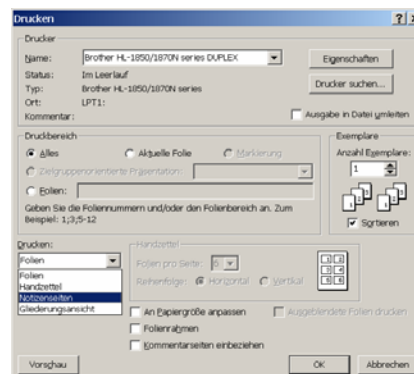 Drucken
Drucker
Name: Brother HL-1850/1870N series DUPLEX Eigenschaften
Status: Im Leerlauf
Typ: Brother HL-1850/1870N series Drucker suchen...
Ort: LPT1:
Kommentar: Ausgabe in Datei umleiten
Druckbereich Exemplare
Alles Aktuelle Folie Markierung Anzahl Exemplare:
Zielgruppenorientierte Präsentation: 1
Folien:
Geben Sie die Foliennummern und/oder den Folienbereich an. Zum
Beispiel: 1;3;5-12 Sortieren
Drucken: Handzettel
Folien Folien pro Seite: 6
Folien
Handzettel Reihenfolge: Horizontal Vertikal
Notizenseiten
Gliederungsansicht An Papiergröße anpassen Ausgeblendete Folien drucken
Folienrahmen
Kommentarseiten einbeziehen
Vorschau OK Abbrechen